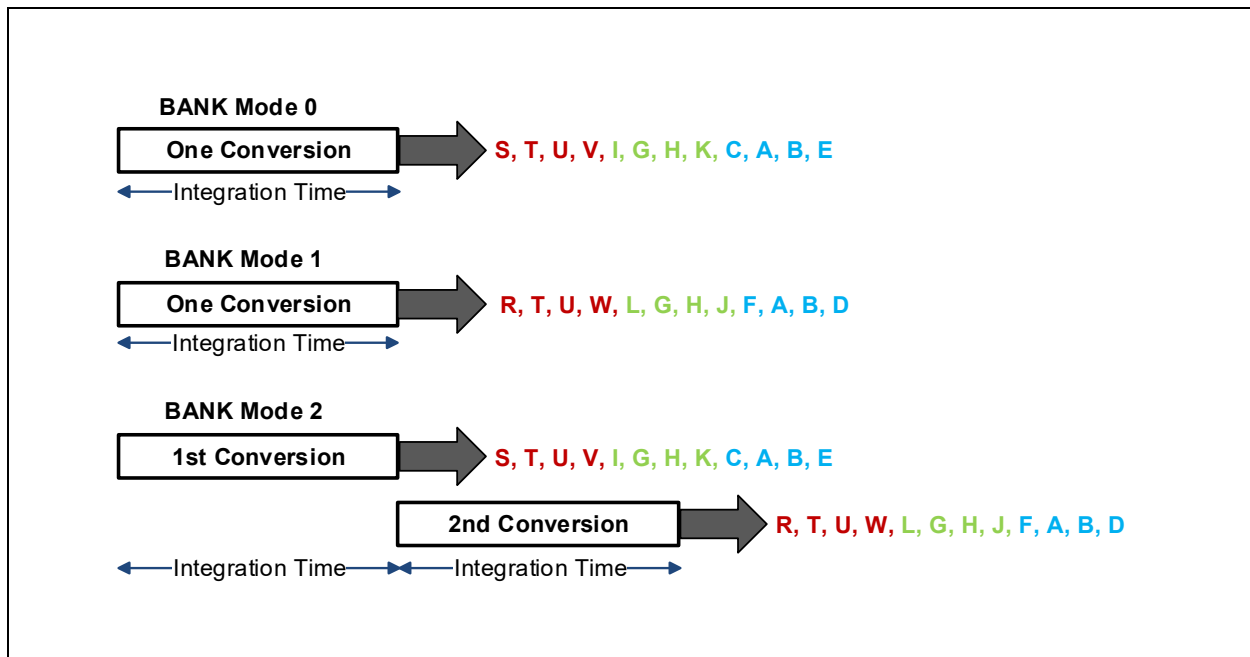 BANK Mode 0
One Conversion
S, T, U, V, I, G, H, K, C, A, B, E
Integration Time
BANK Mode 1
One Conversion
R, T, U, W, L, G, H, J, F, A, B, D
Integration Time
BANK Mode 2
1st Conversion
S, T, U, V, I, G, H, K, C, A, B, E
2nd Conversion
R, T, U, W, L, G, H, J, F, A, B, D
Integration Time
Integration Time